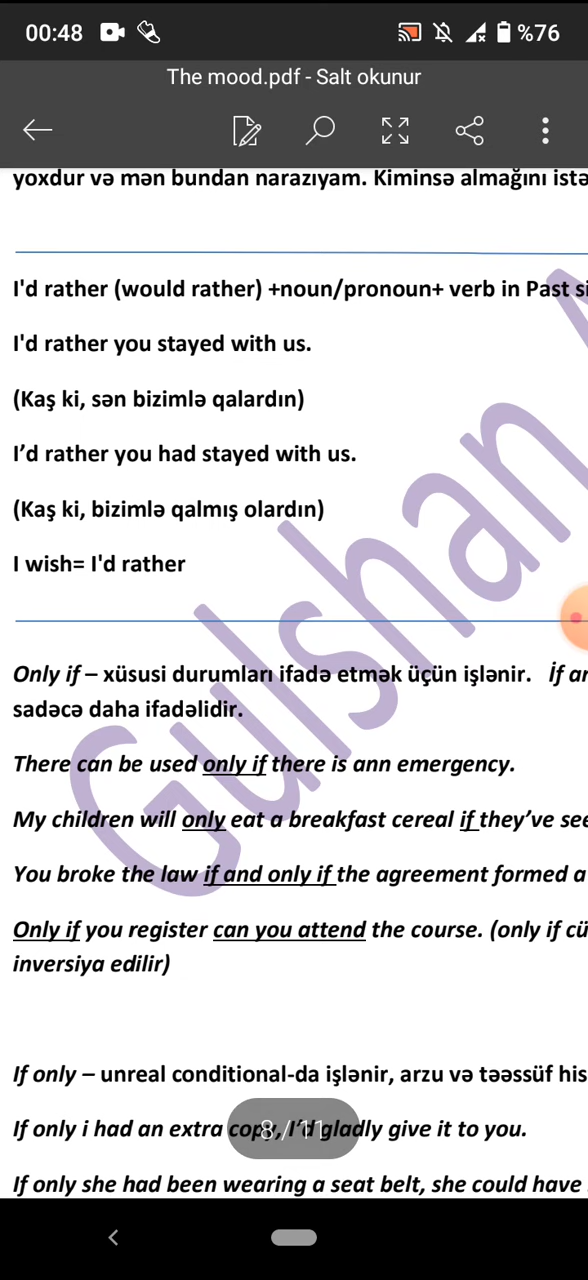 00:48
%76
The mood.pdf - Salt okunur
yoxdur və mən bundan narazıyam. Kiminsə almağını istə
I'd rather (would rather) +noun/pronoun+ verb in Past si
I'd rather you stayed with us.
(Kaş ki, sən bizimlə qalardın)
I’d rather you had stayed with us.
(Kaş ki, bizimlə qalmış olardın)
I wish= I'd rather
Only if – xüsusi durumları ifadə etmək üçün işlənir. İf an
sadəcə daha ifadəlidir.
There can be used only if there is ann emergency.
My children will only eat a breakfast cereal if they’ve see
You broke the law if and only if the agreement formed a
Only if you register can you attend the course. (only if cü
inversiya edilir)
If only – unreal conditional-da işlənir, arzu və təəssüf his
If only i had an extra copy, I’d gladly give it to you.
8 / 11
If only she had been wearing a seat belt, she could have
Gulshan